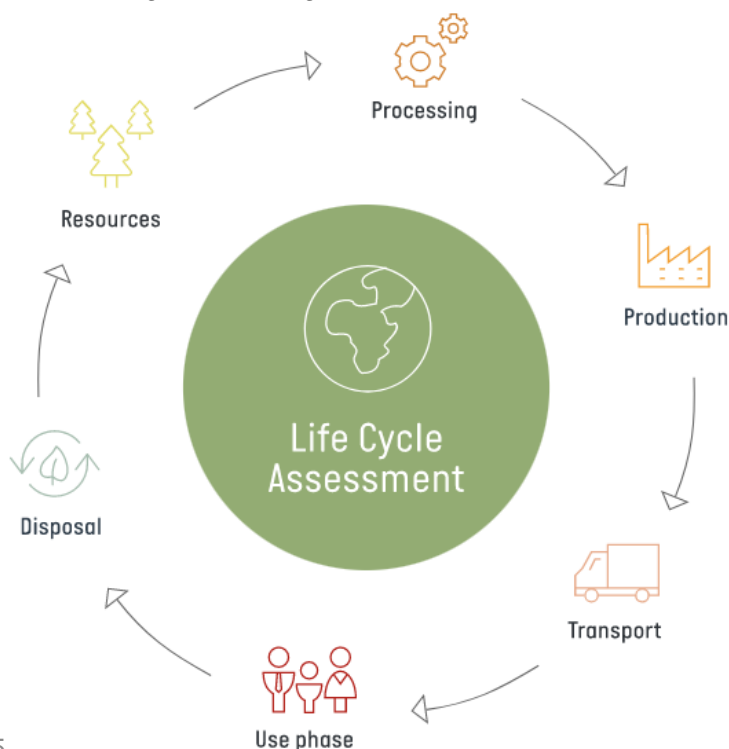 Processing
Resources
Production
Life Cycle
Assessment
Disposal
Transport
Use phase